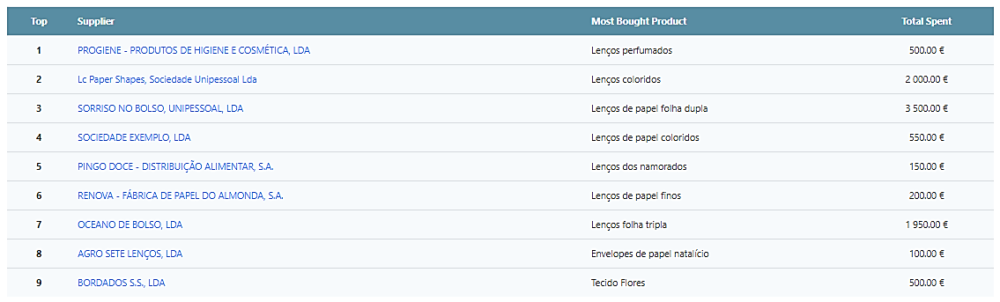 Top Supplier Most Bought Product Total Spent
1 PROGIENE - PRODUTOS DE HIGIENE E COSMÉTICA, LDA Lenços perfumados 500.00 €
2 Lc Paper Shapes, Sociedade Unipessoal Lda Lenços coloridos 2 000.00 €
3 SORRISO NO BOLSO, UNIPESSOAL, LDA Lenços de papel folha dupla 3 500.00 €
4 SOCIEDADE EXEMPLO, LDA Lenços de papel coloridos 550.00 €
5 PINGO DOCE - DISTRIBUIÇÃO ALIMENTAR, S.A. Lenços dos namorados 150.00 €
6 RENOVA - FÁBRICA DE PAPEL DO ALMONDA, S.A. Lenços de papel finos 200.00 €
7 OCEANO DE BOLSO, LDA Lenços folha tripla 1 950.00 €
8 AGRO SETE LENÇOS, LDA Envelopes de papel natalício 100.00 €
9 BORDADOS S.S., LDA Tecido Flores 500.00 €